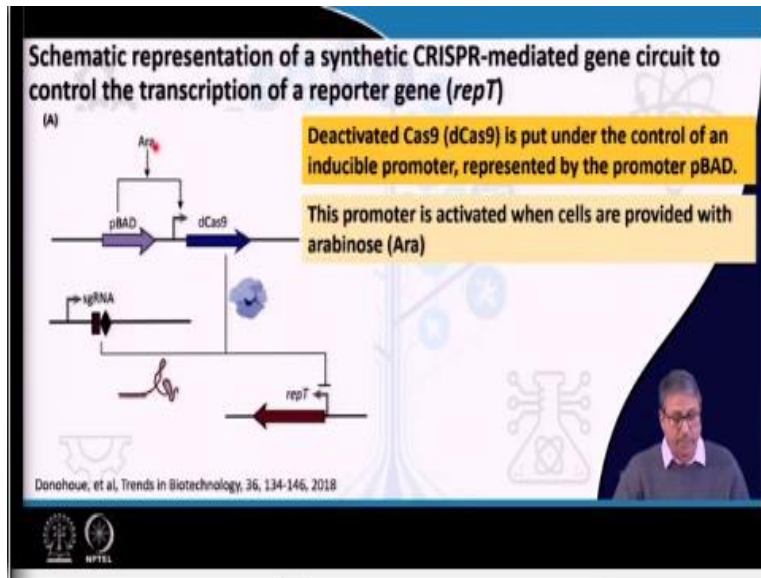 Schematic representation of a synthetic CRISPR-mediated gene circuit to
control the transcription of a reporter gene (repT)
(A)
Ara
pBAD
dCas9
sgRNA
repT
Deactivated Cas9 (dCas9) is put under the control of an
inducible promoter, represented by the promoter pBAD.
This promoter is activated when cells are provided with
arabinose (Ara)
Donohoue, et al, Trends in Biotechnology, 36, 134-146, 2018
NPTEL